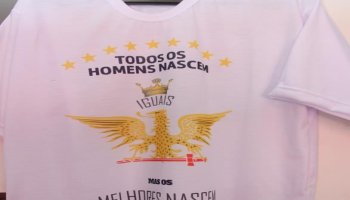 TODOS OS
HOMENS NASCEM
IGUAIS
MAS OS
MELHORES NASCEM